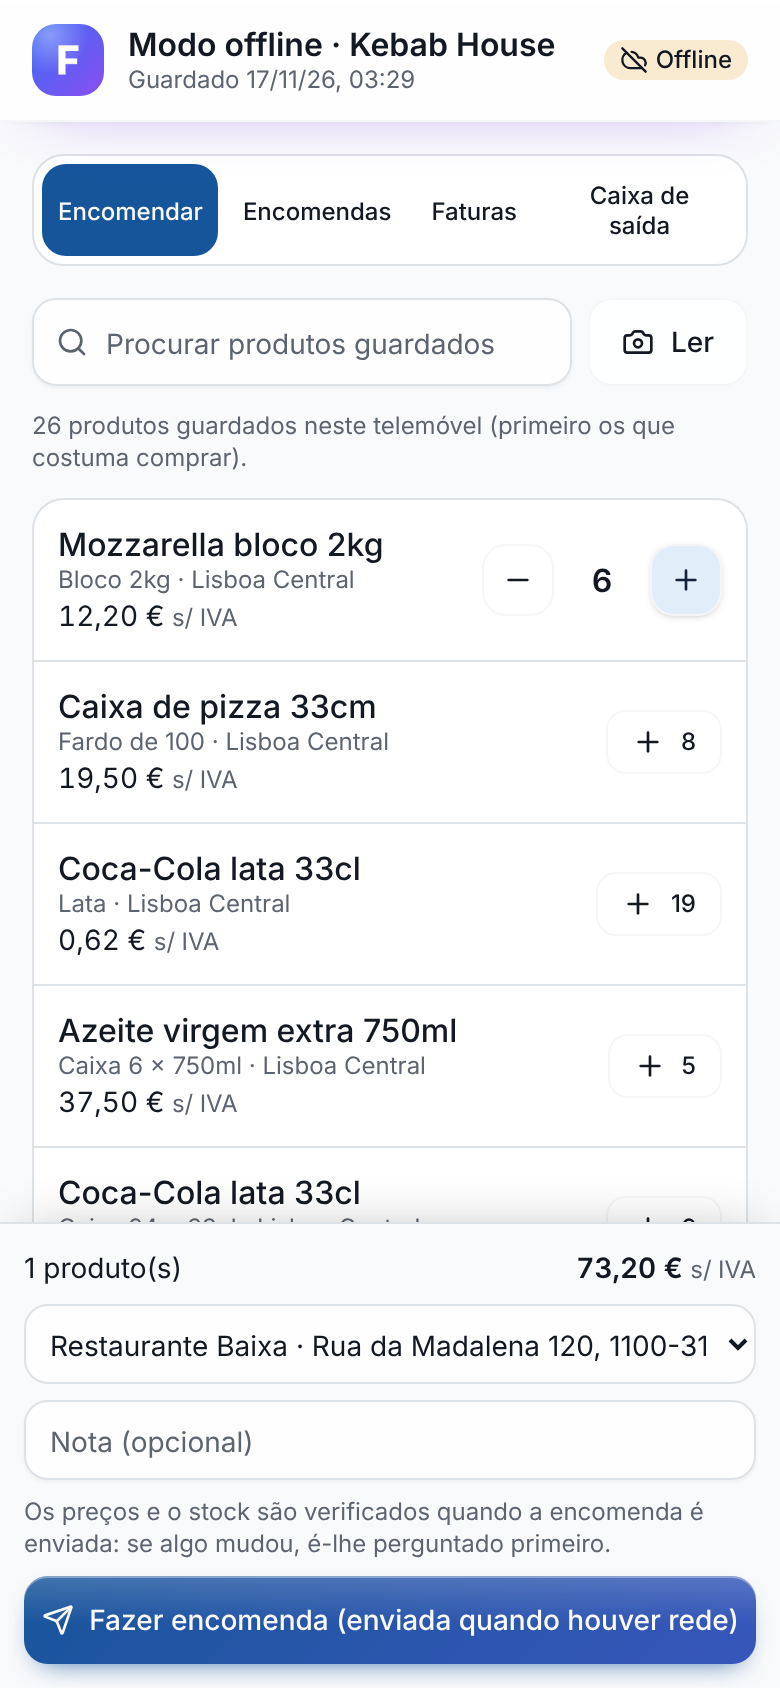 F
Modo offline · Kebab House
Guardado 17/11/26, 03:29
Offline
Encomendar
Encomendas
Faturas
Caixa de
saída
Procurar produtos guardados
Ler
26 produtos guardados neste telemóvel (primeiro os que
costuma comprar).
Mozzarella bloco 2kg
Bloco 2kg · Lisboa Central
12,20 € s/ IVA
6
Caixa de pizza 33cm
Fardo de 100 · Lisboa Central
19,50 € s/ IVA
8
Coca-Cola lata 33cl
Lata · Lisboa Central
0,62 € s/ IVA
19
Azeite virgem extra 750ml
Caixa 6 × 750ml · Lisboa Central
37,50 € s/ IVA
5
Coca-Cola lata 33cl
1 produto(s)
73,20 € s/ IVA
Restaurante Baixa · Rua da Madalena 120, 1100-31
Nota (opcional)
Os preços e o stock são verificados quando a encomenda é
enviada: se algo mudou, é-lhe perguntado primeiro.
Fazer encomenda (enviada quando houver rede)